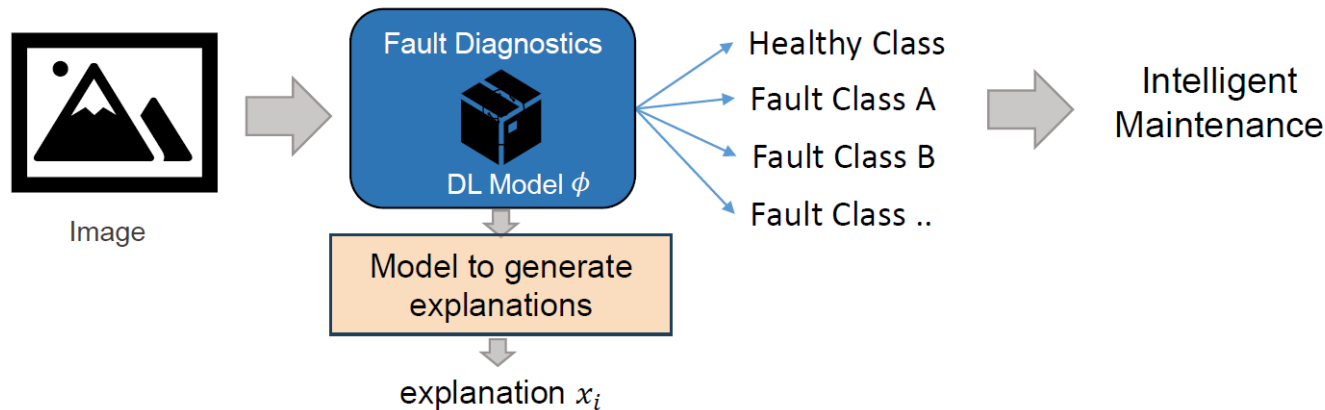 Image
Fault Diagnostics
DL Model ϕ
Healthy Class
Fault Class A
Fault Class B
Fault Class ..
Intelligent
Maintenance
Model to generate
explanations
explanation xᵢ